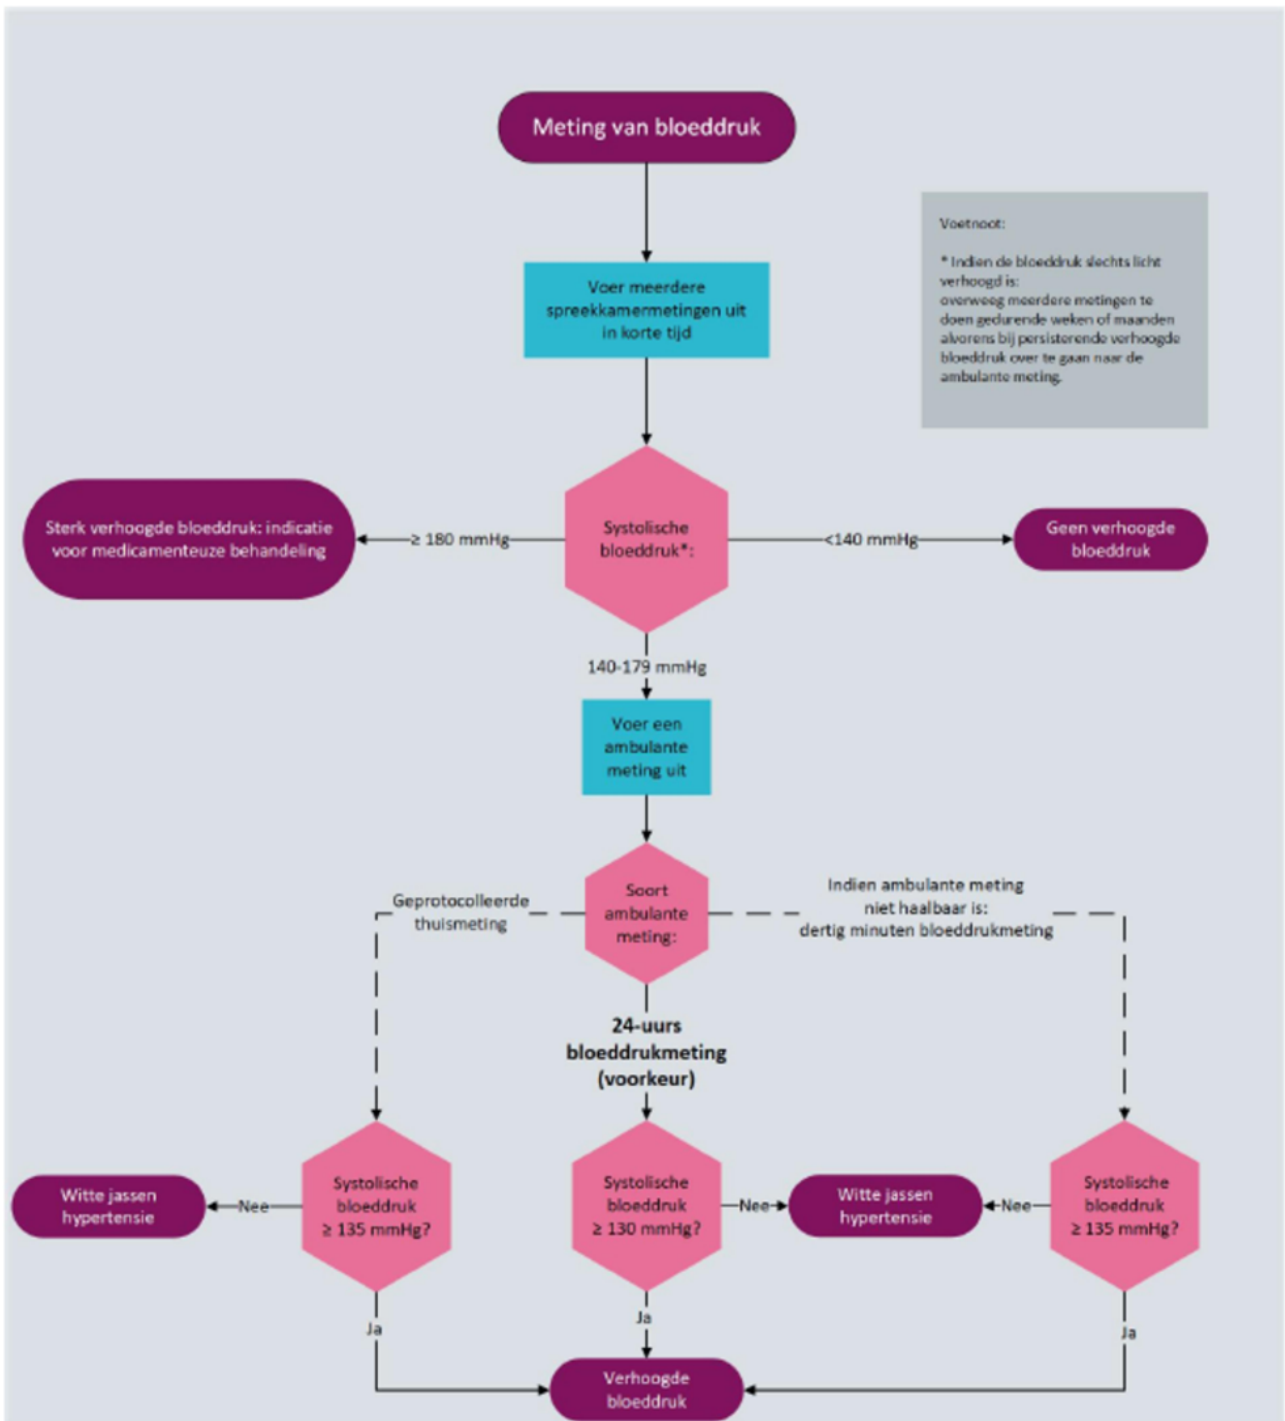 Meting van bloeddruk
Voer meerdere
spreekkamermetingen uit
in korte tijd
Voetnoot:
* Indien de bloeddruk slechts licht
verhoogd is:
overweeg meerdere metingen te
doen gedurende weken of maanden
alvorens bij persisterende verhoogde
bloeddruk over te gaan naar de
ambulante meting.
Sterk verhoogde bloeddruk: indicatie
voor medicamenteuze behandeling
≥ 180 mmHg
Systolische
bloeddruk*:
<140 mmHg
Geen verhoogde
bloeddruk
140-179 mmHg
Voer een
ambulante
meting uit
Geprotocolleerde
thuismeting
Soort
ambulante
meting:
Indien ambulante meting
niet haalbaar is:
dertig minuten bloeddrukmeting
24-uurs
bloeddrukmeting
(voorkeur)
Witte jassen
hypertensie
Nee
Systolische
bloeddruk
≥ 135 mmHg?
Systolische
bloeddruk
≥ 130 mmHg?
Nee
Witte jassen
hypertensie
Nee
Systolische
bloeddruk
≥ 135 mmHg?
Ja
Ja
Ja
Verhoogde
bloeddruk